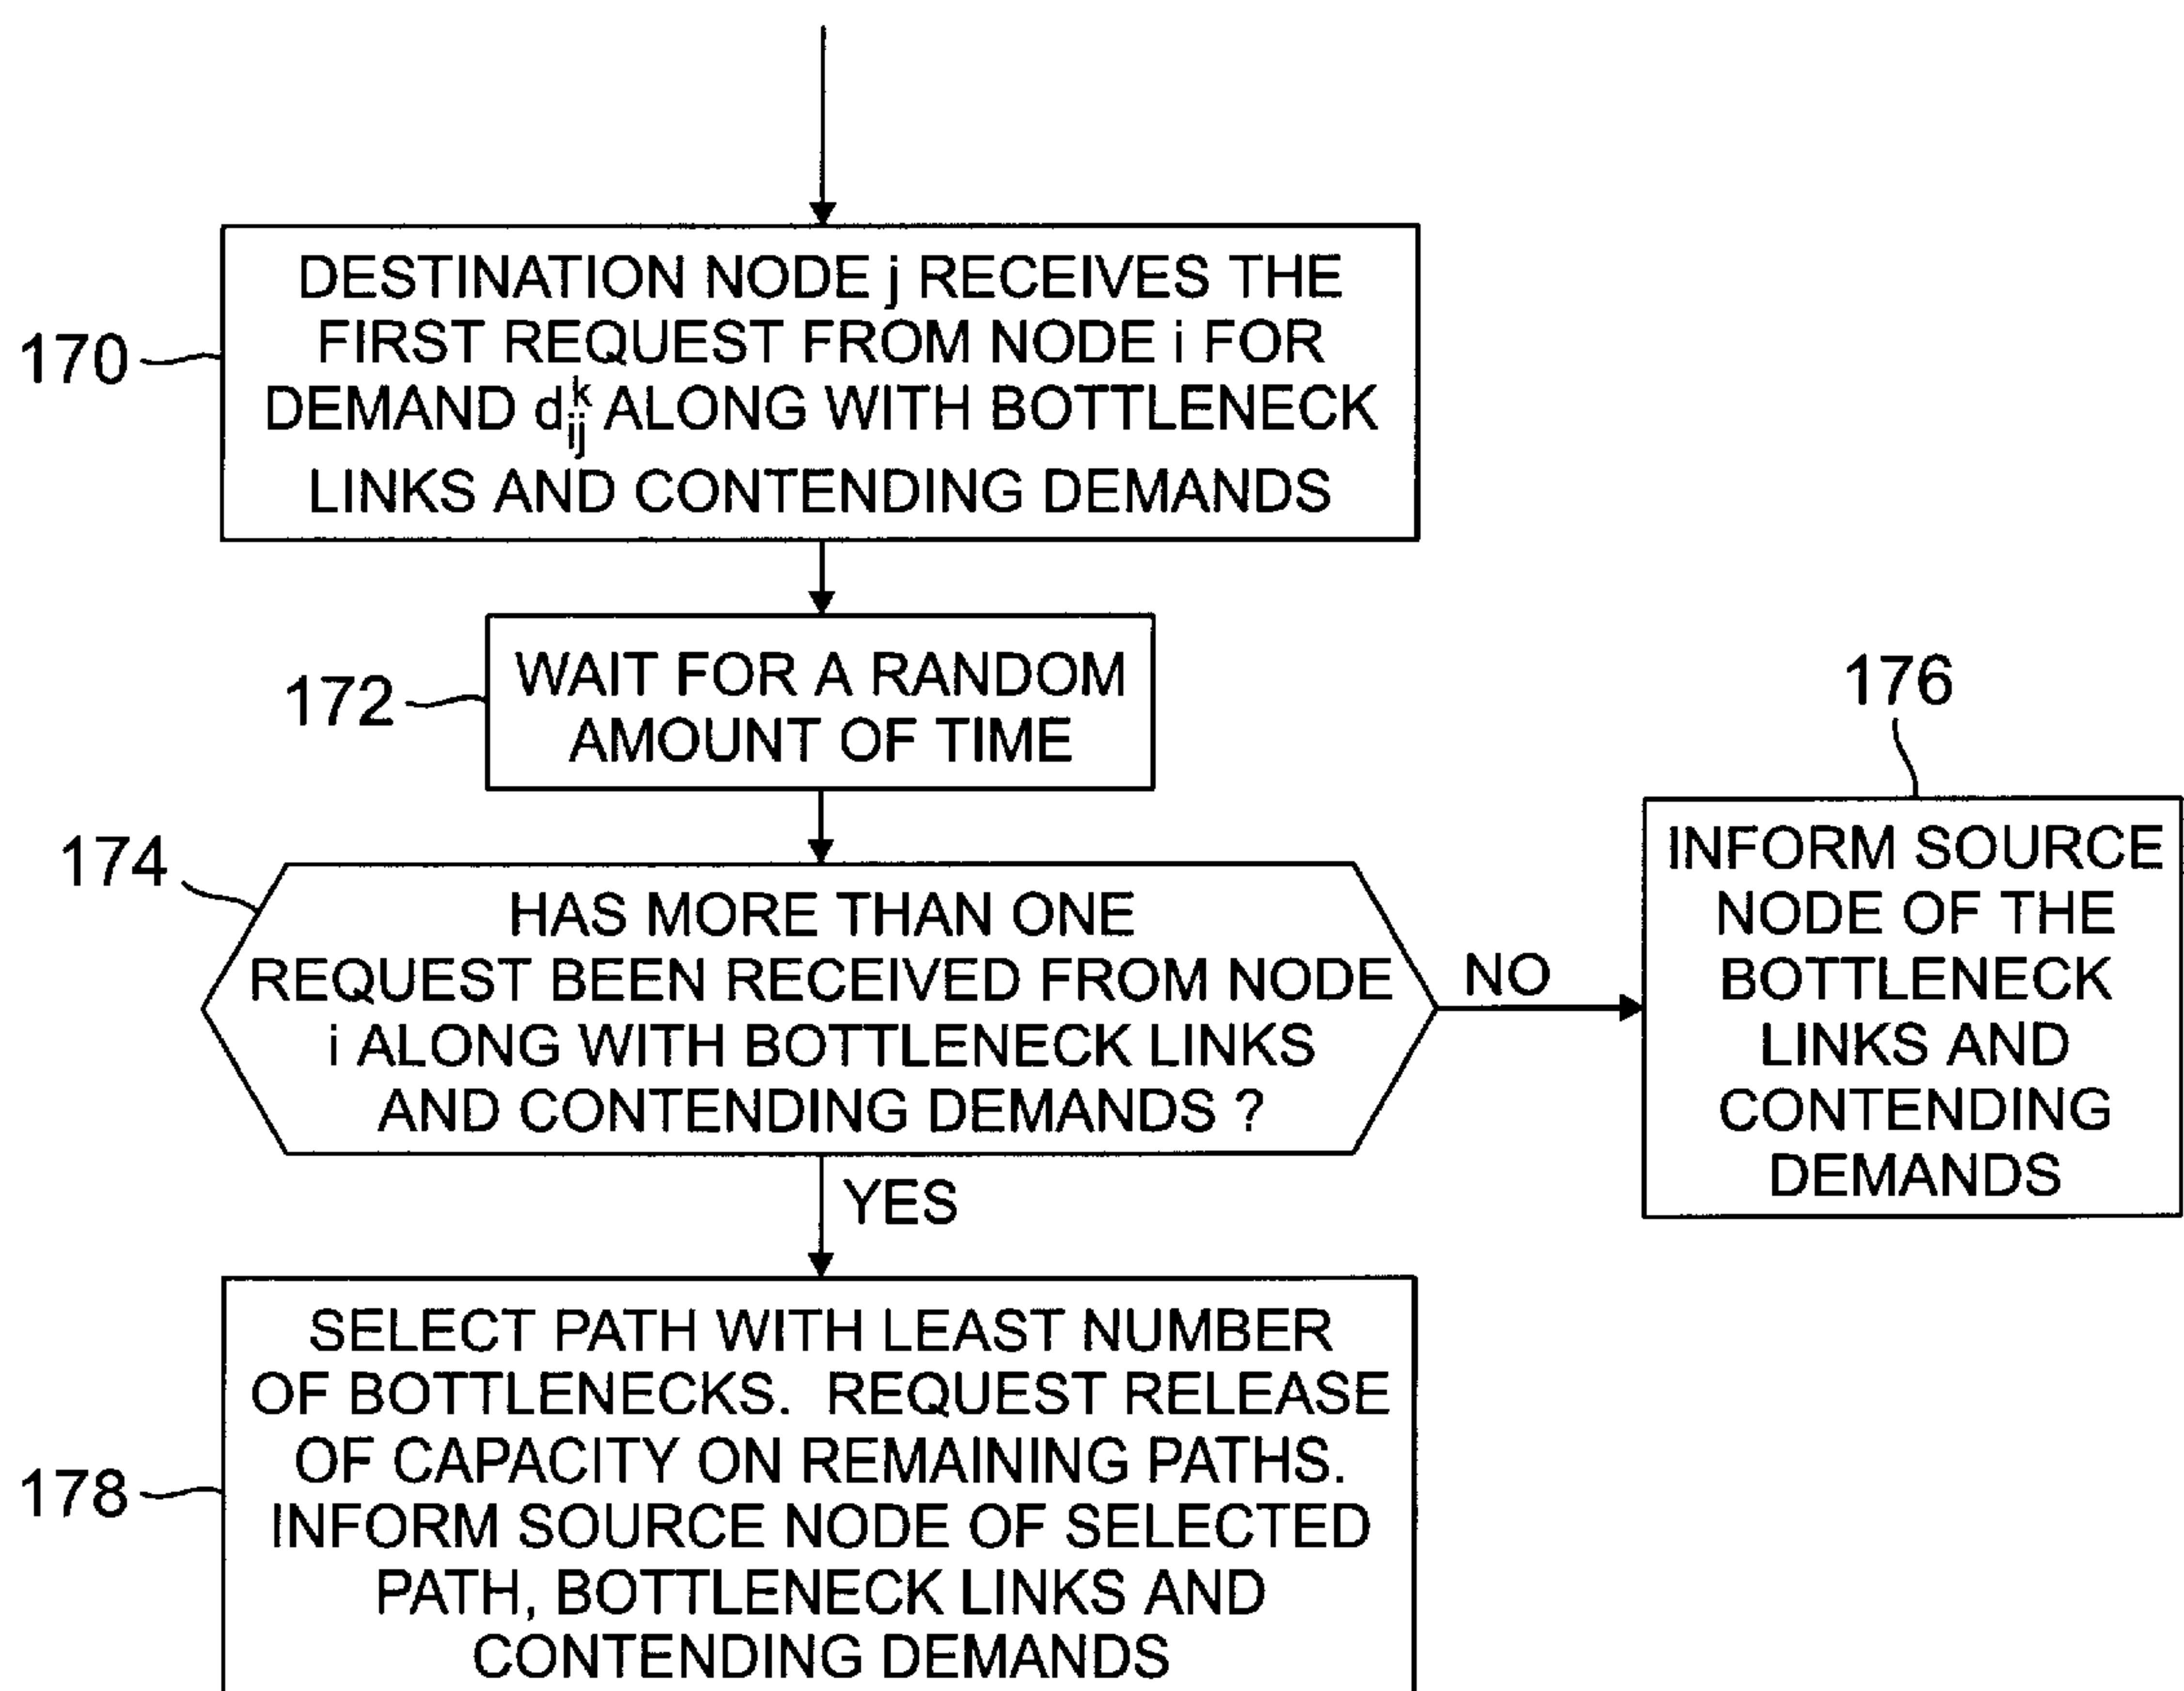 170
DESTINATION NODE j RECEIVES THE
FIRST REQUEST FROM NODE i FOR
DEMAND d^k_ij ALONG WITH BOTTLENECK
LINKS AND CONTENDING DEMANDS
172
WAIT FOR A RANDOM
AMOUNT OF TIME
174
HAS MORE THAN ONE
REQUEST BEEN RECEIVED FROM NODE
i ALONG WITH BOTTLENECK LINKS
AND CONTENDING DEMANDS ?
NO
176
INFORM SOURCE
NODE OF THE
BOTTLENECK
LINKS AND
CONTENDING
DEMANDS
YES
178
SELECT PATH WITH LEAST NUMBER
OF BOTTLENECKS. REQUEST RELEASE
OF CAPACITY ON REMAINING PATHS.
INFORM SOURCE NODE OF SELECTED
PATH, BOTTLENECK LINKS AND
CONTENDING DEMANDS